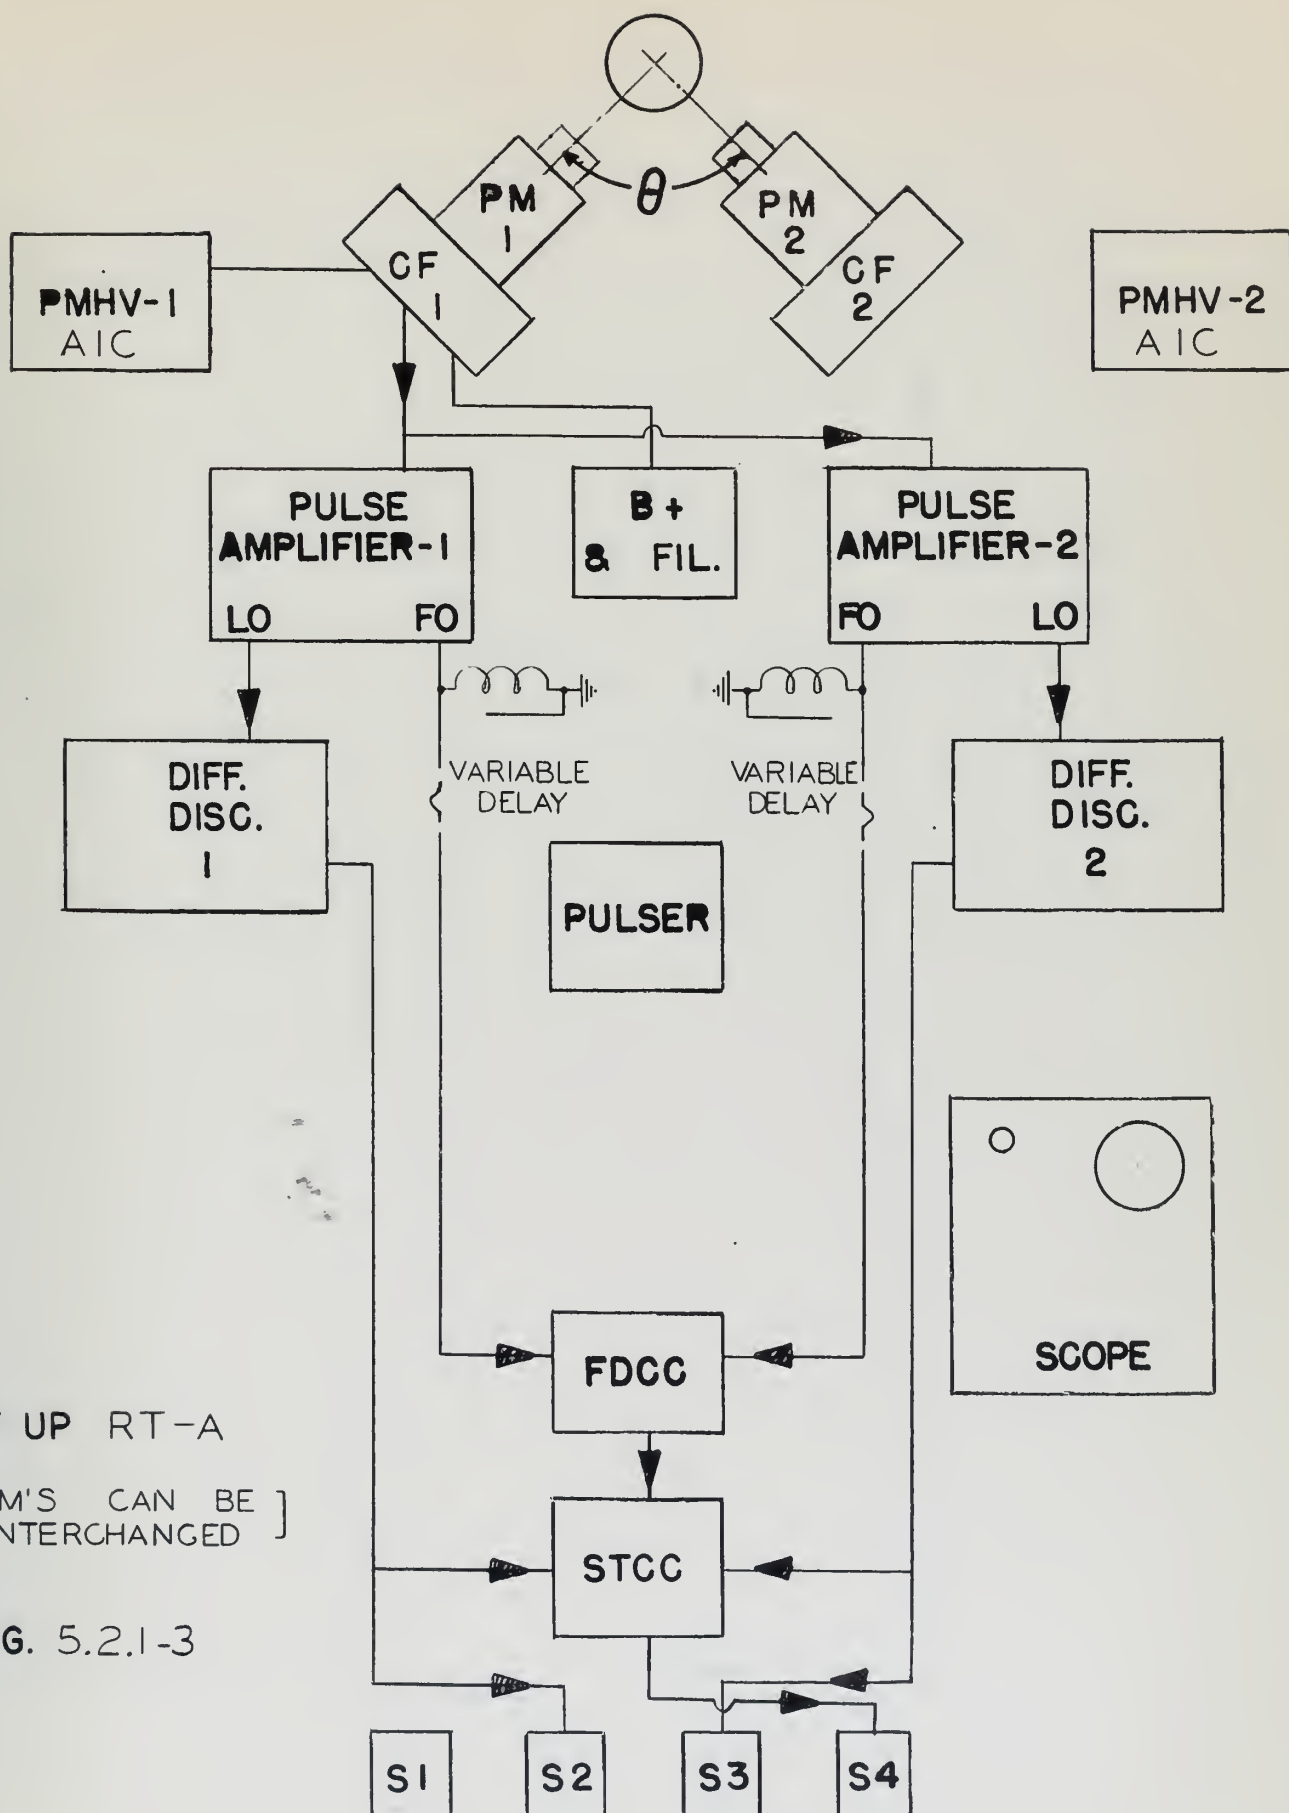 PM
1
θ
PM
2
CF
1
CF
2
PMHV-1
AIC
PMHV-2
AIC
PULSE
AMPLIFIER-1
LO FO
B+
& FIL.
PULSE
AMPLIFIER-2
FO LO
VARIABLE
DELAY
VARIABLE
DELAY
DIFF.
DISC.
1
DIFF.
DISC.
2
PULSER
SCOPE
FDCC
UP RT-A
M'S CAN BE ]
NTERCHANGED
STCC
G. 5.2.1-3
S1
S2
S3
S4